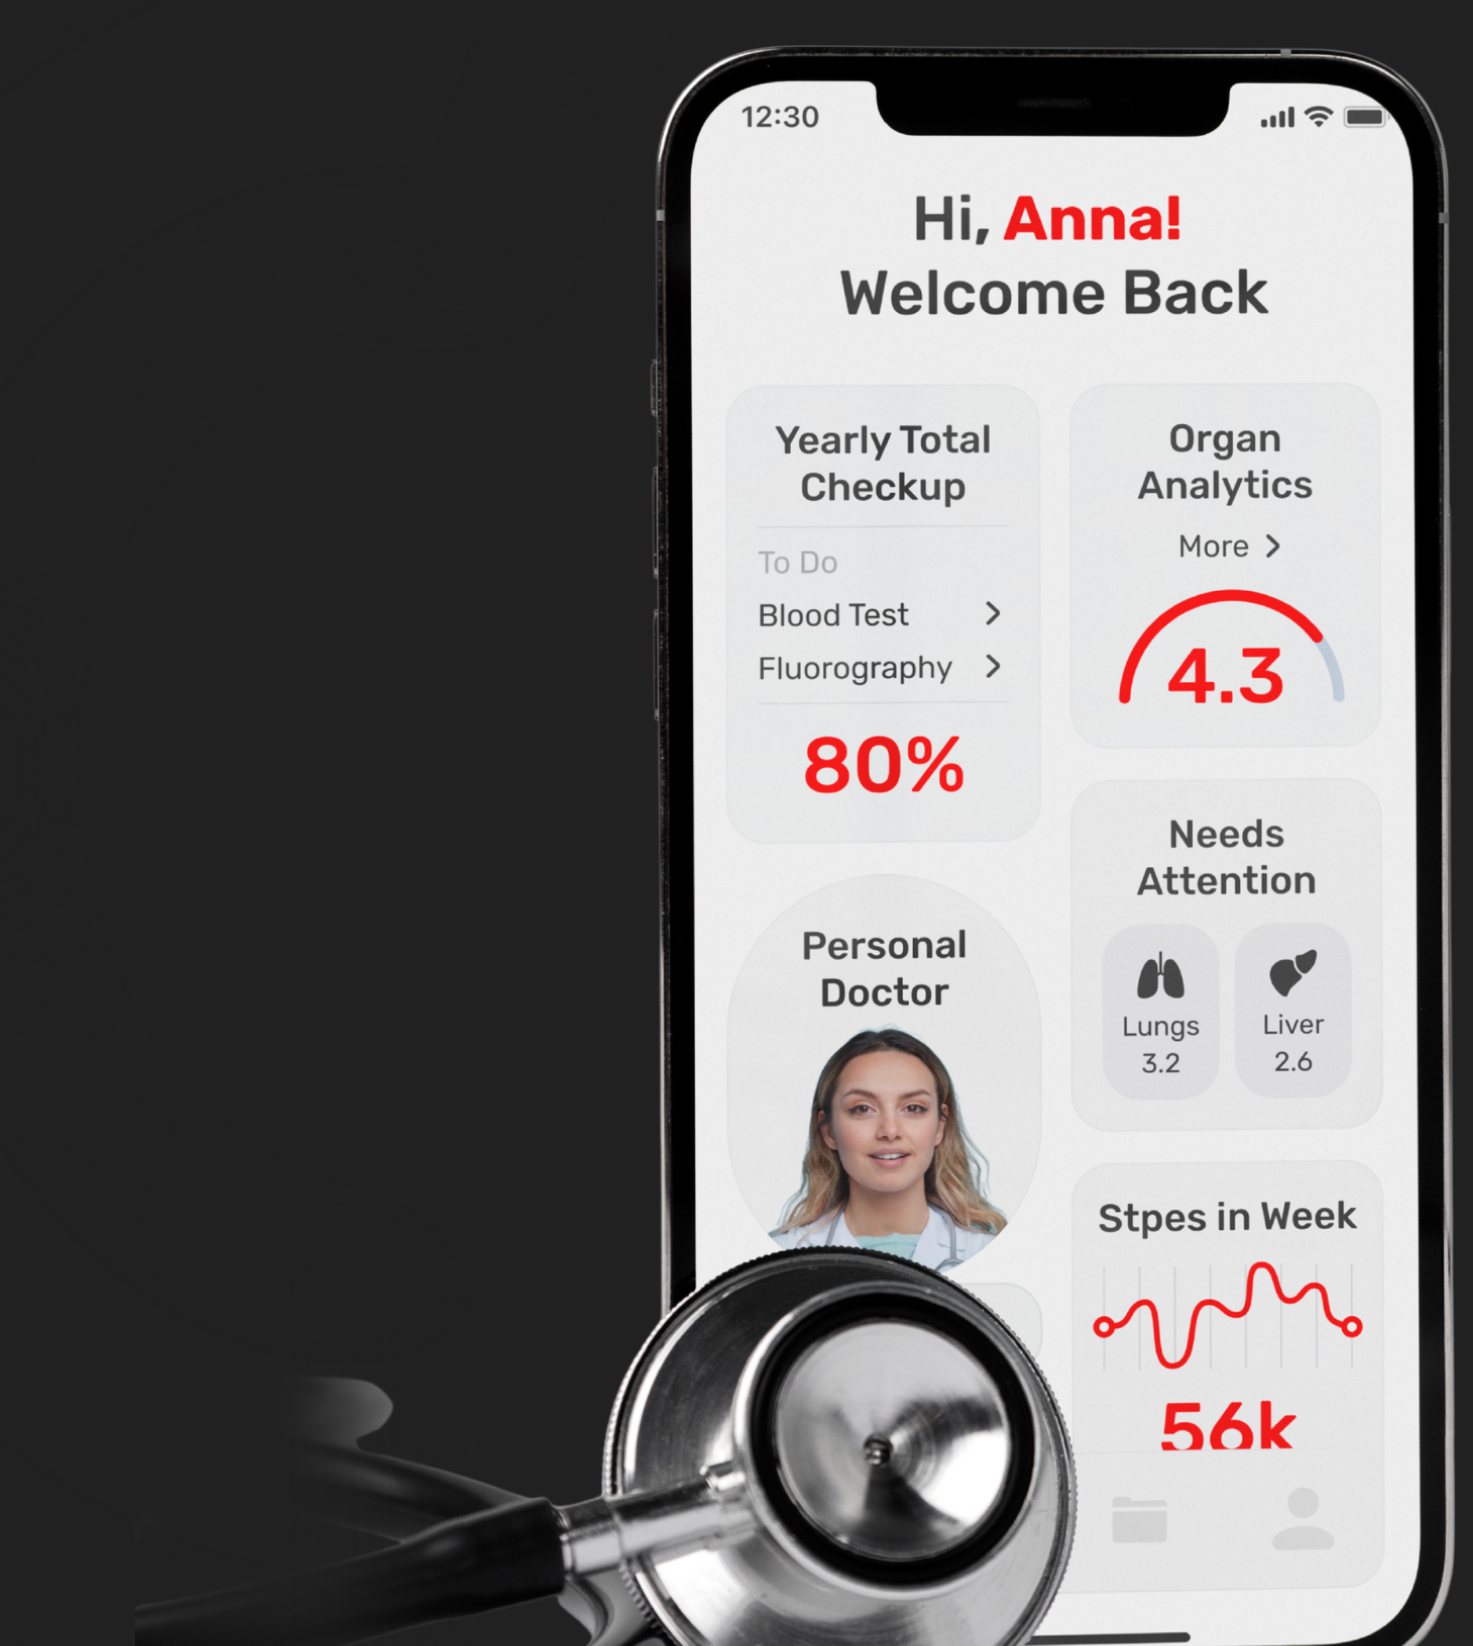 12:30
Hi, Anna!
Welcome Back
Yearly Total
Checkup
To Do
Blood Test
Fluorography
80%
Organ
Analytics
More
4.3
Personal
Doctor
Needs
Attention
Lungs
3.2
Liver
2.6
Stpes in Week
56k